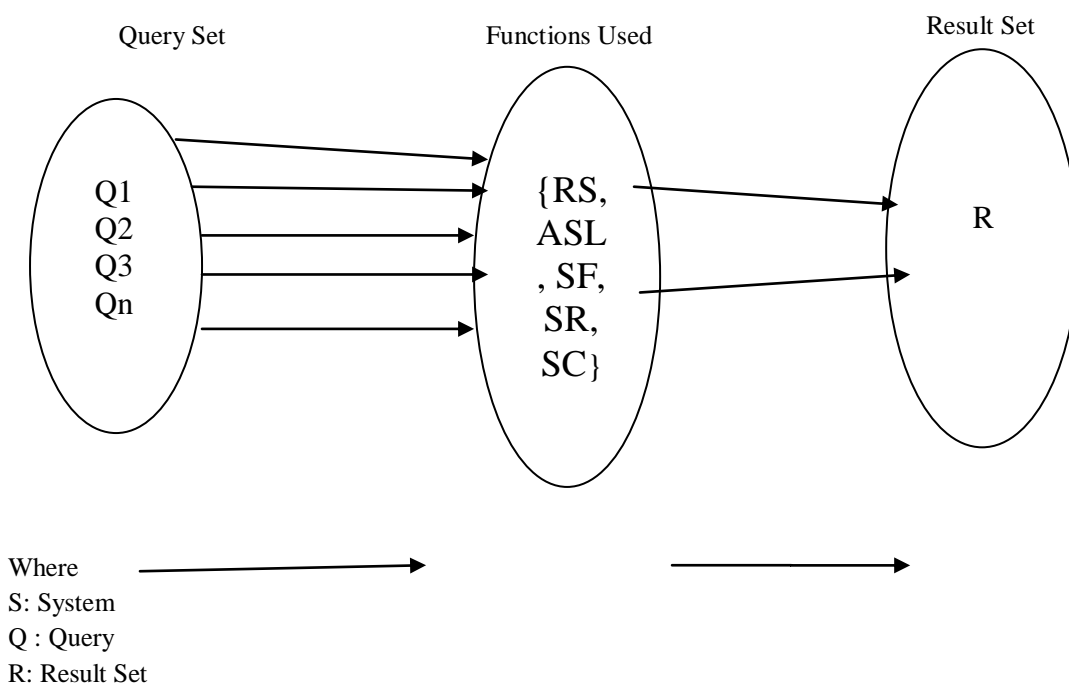 Query Set
Functions Used
Result Set
Q1
Q2
Q3
Qn
{RS,
ASL
, SF,
SR,
SC}
R
Where
S: System
Q : Query
R: Result Set